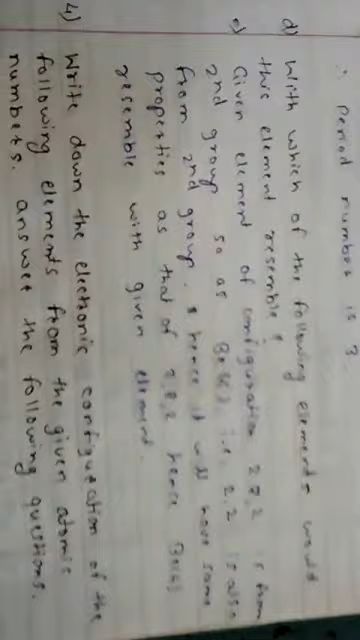 ∴ Period number is 3
d) With which of the following elements would
this element resemble?
e) Given element of configuration 2,8,2 is from
2nd group so as Be(4) i.e. 2,2 is also
from 2nd group. hence it will have same
properties as that of 2,8,2 hence Be(4)
resemble with given element.
4) Write down the electronic configuration of the
following elements from the given atomic
numbers. answer the following questions.